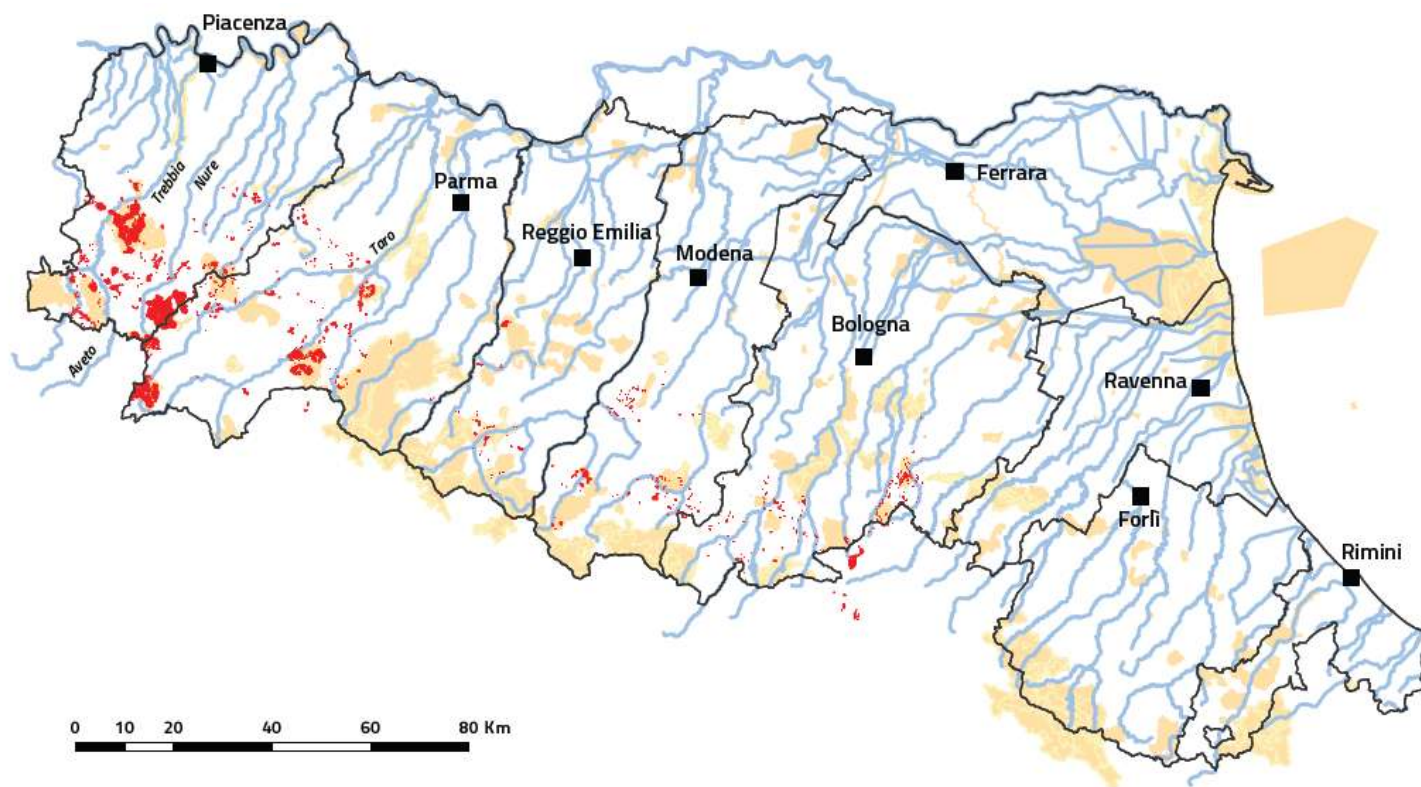 Piacenza
Trebbia
Nure
Parma
Ferrara
Taro
Reggio Emilia
Modena
Bologna
Aveto
Ravenna
Forlì
Rimini
0 10 20 40 60 80 Km